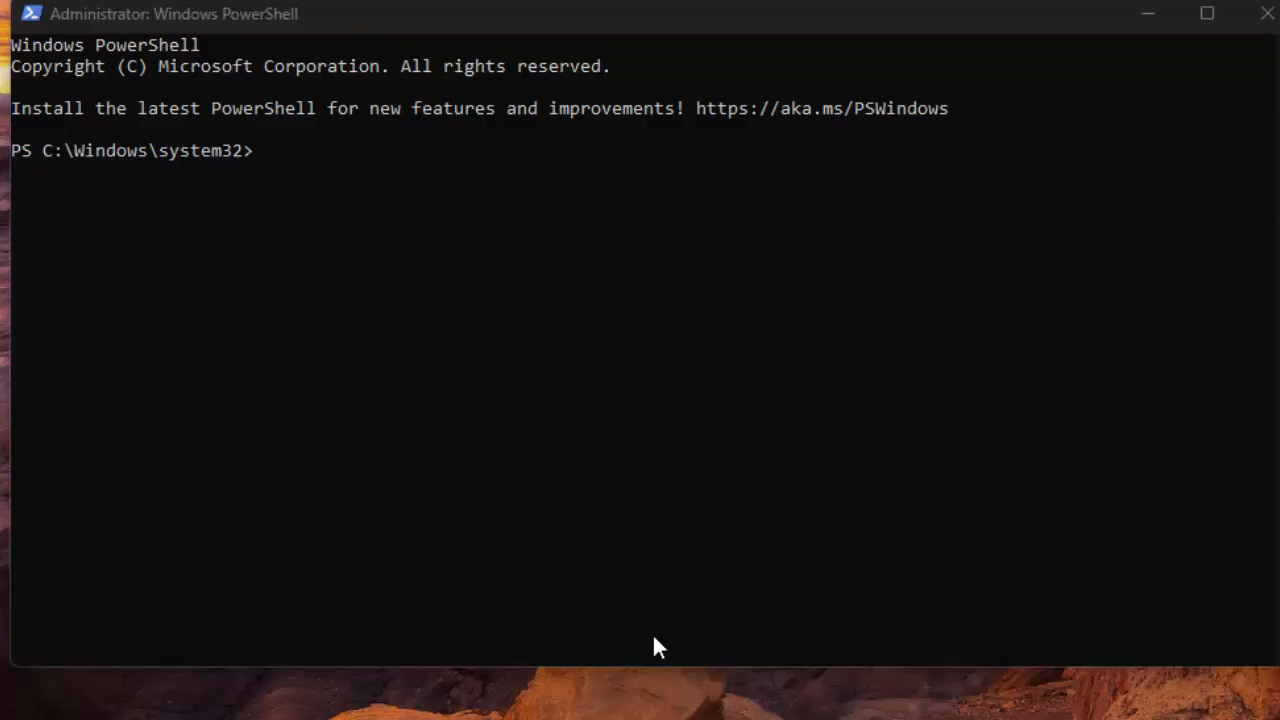 Administrator: Windows PowerShell
Windows PowerShell
Copyright (C) Microsoft Corporation. All rights reserved.
Install the latest PowerShell for new features and improvements! https://aka.ms/PSWindows
PS C:\Windows\system32>